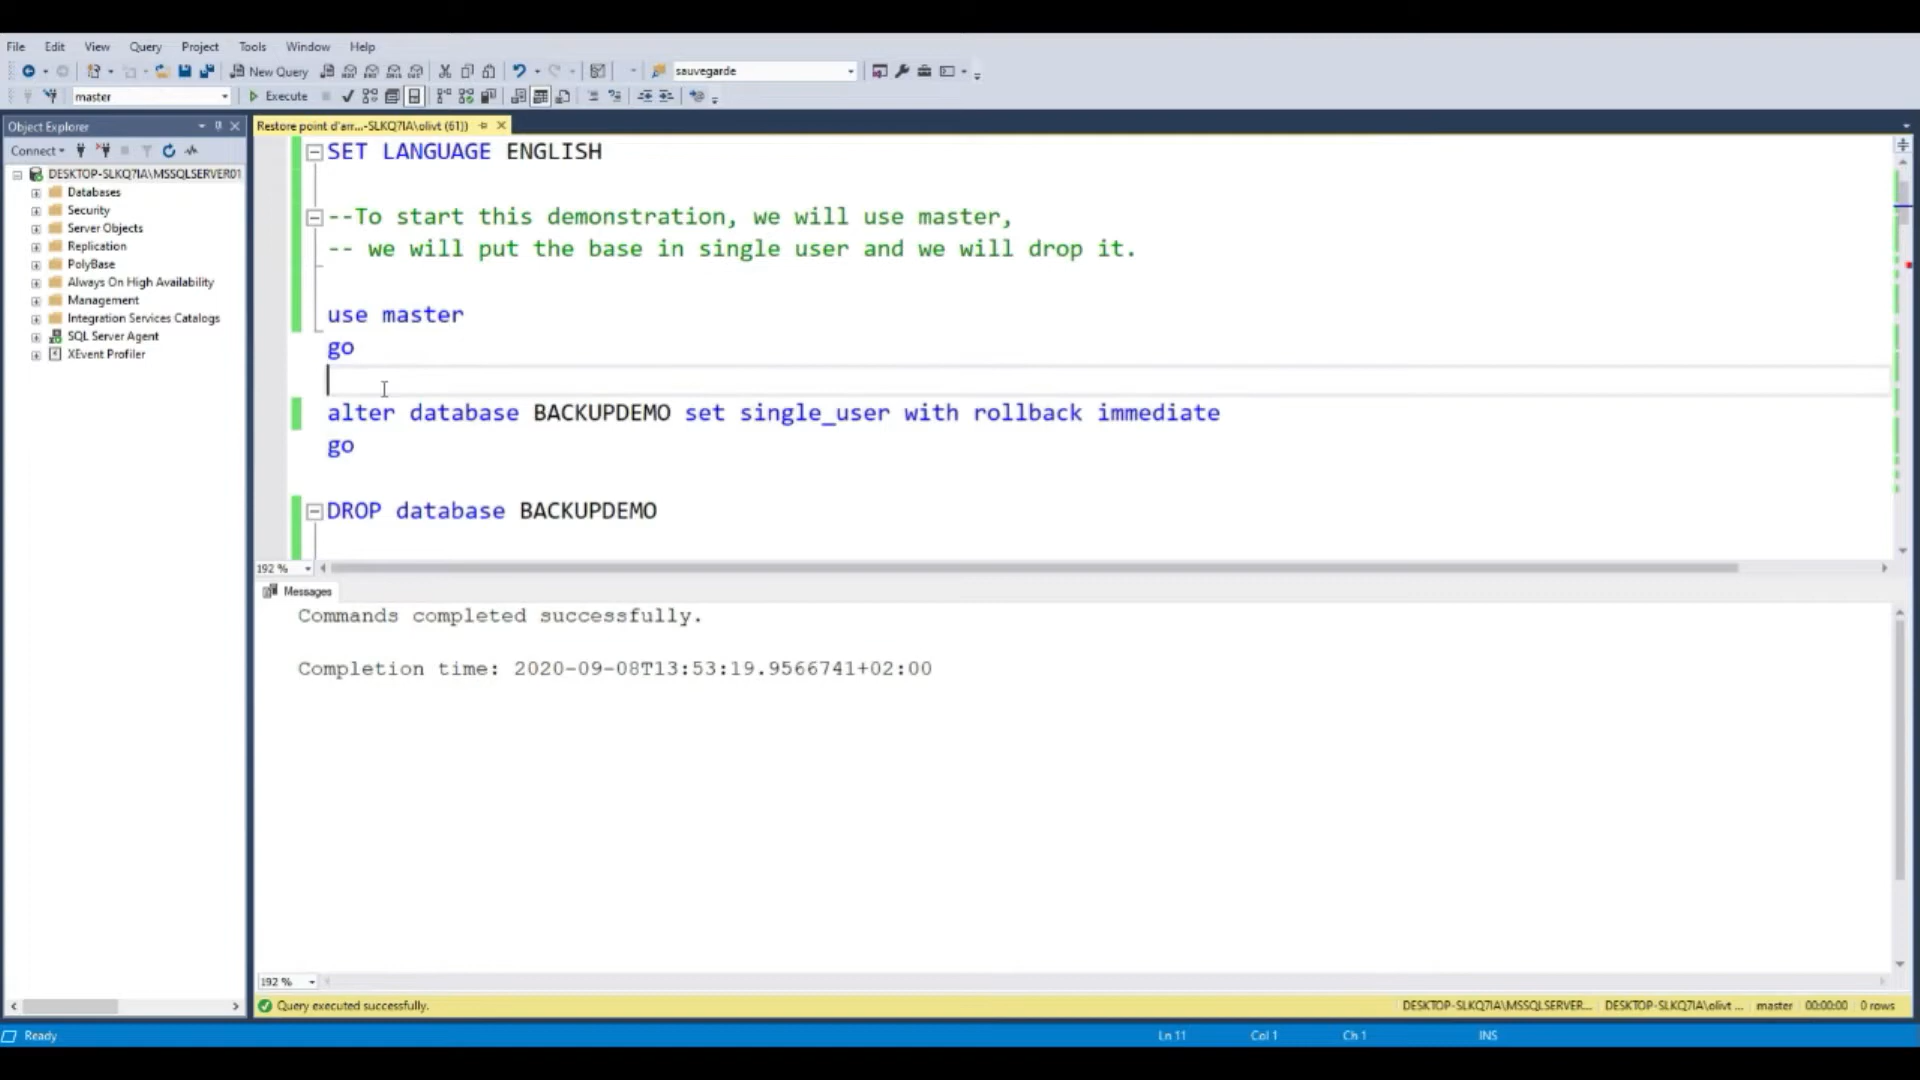 File Edit View Query Project Tools Window Help
New Query sauvegarde
master Execute
Object Explorer
Connect
DESKTOP-SLKQ7IA\MSSQLSERVER01
Databases
Security
Server Objects
Replication
PolyBase
Always On High Availability
Management
Integration Services Catalogs
SQL Server Agent
XEvent Profiler
Restore point d'arr...-SLKQ7IA\olivt (61))
SET LANGUAGE ENGLISH
--To start this demonstration, we will use master,
-- we will put the base in single user and we will drop it.
use master
go
alter database BACKUPDEMO set single_user with rollback immediate
go
DROP database BACKUPDEMO
192 %
Messages
Commands completed successfully.
Completion time: 2020-09-08T13:53:19.9566741+02:00
192 %
Query executed successfully. DESKTOP-SLKQ7IA\MSSQLSERVER... DESKTOP-SLKQ7IA\olivt ... master 00:00:00 0 rows
Ready Ln 11 Col 1 Ch 1 INS